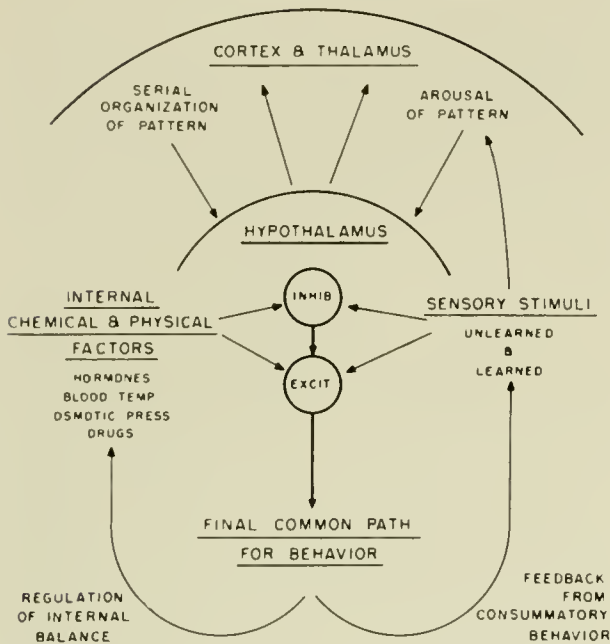 CORTEX & THALAMUS
SERIAL
ORGANIZATION
OF PATTERN
AROUSAL
OF PATTERN
HYPOTHALAMUS
INHIB
EXCIT
INTERNAL
CHEMICAL & PHYSICAL
FACTORS
HORMONES
BLOOD TEMP
OSMOTIC PRESS
DRUGS
SENSORY STIMULI
UNLEARNED
&
LEARNED
FINAL COMMON PATH
FOR BEHAVIOR
REGULATION
OF INTERNAL
BALANCE
FEEDBACK
FROM
CONSUMMATORY
BEHAVIOR